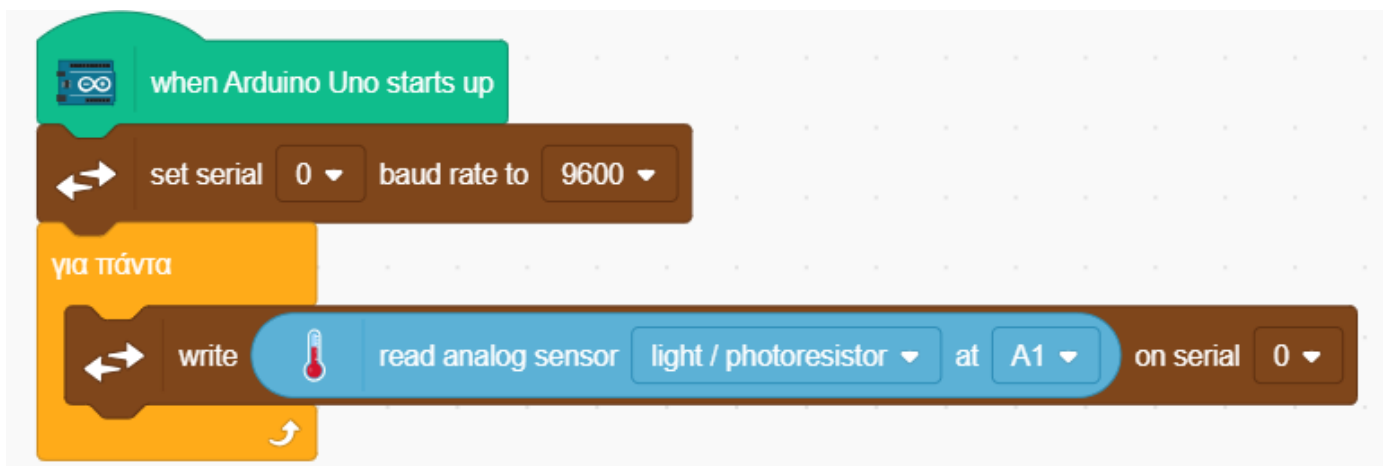 when Arduino Uno starts up
set serial 0 baud rate to 9600
για πάντα
write read analog sensor light / photoresistor at A1 on serial 0